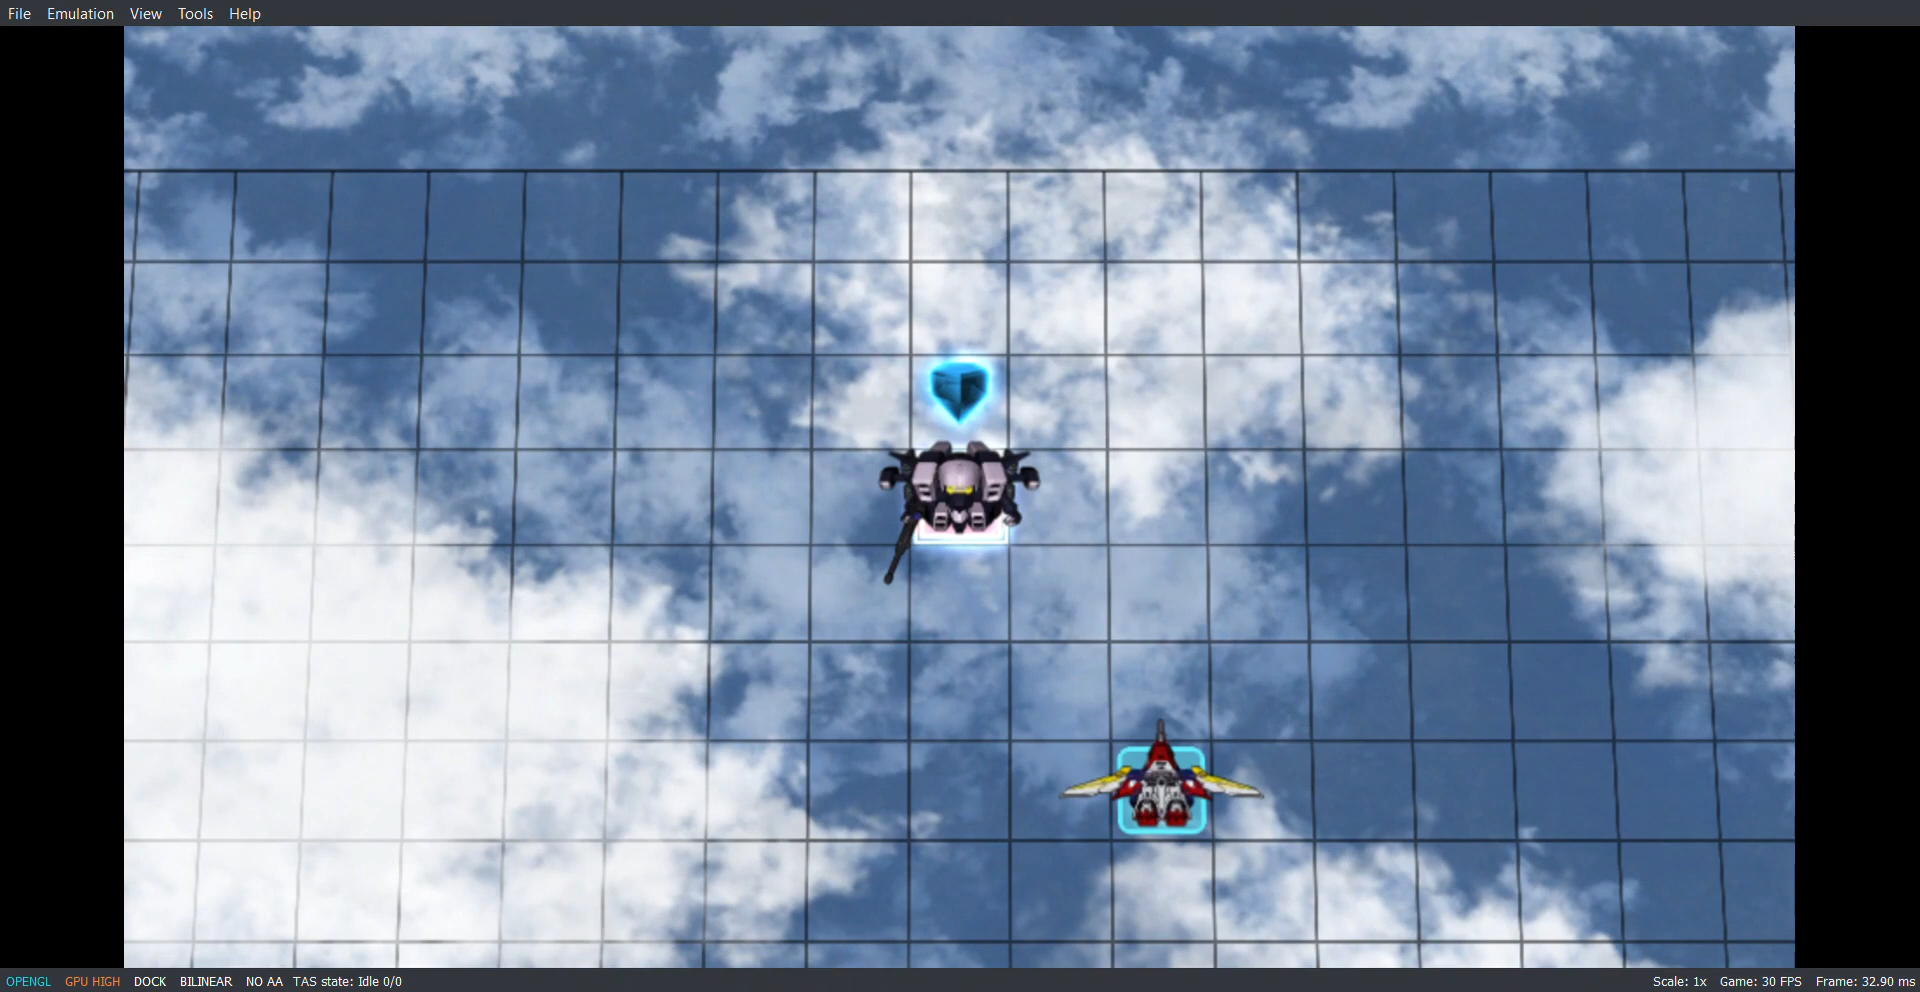 File Emulation View Tools Help
OPENGL GPU HIGH DOCK BILINEAR NO AA TAS state: Idle 0/0 Scale: 1x Game: 30 FPS Frame: 32.90 ms